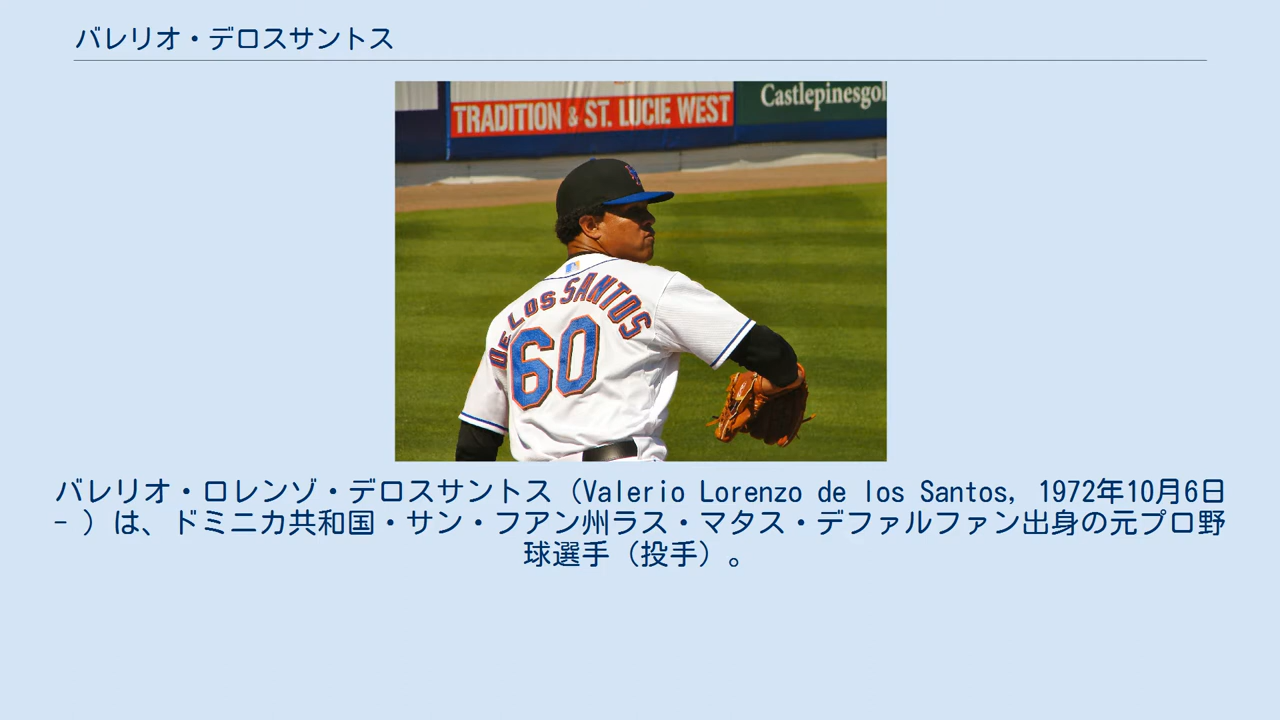 バレリオ・デロスサントス
TRADITION & ST. LUCIE WEST
Castlepinesgol
DE LOS SANTOS
60
バレリオ・ロレンゾ・デロスサントス（Valerio Lorenzo de los Santos, 1972年10月6日
- ）は、ドミニカ共和国・サン・フアン州ラス・マタス・デファルファン出身の元プロ野
球選手（投手）。